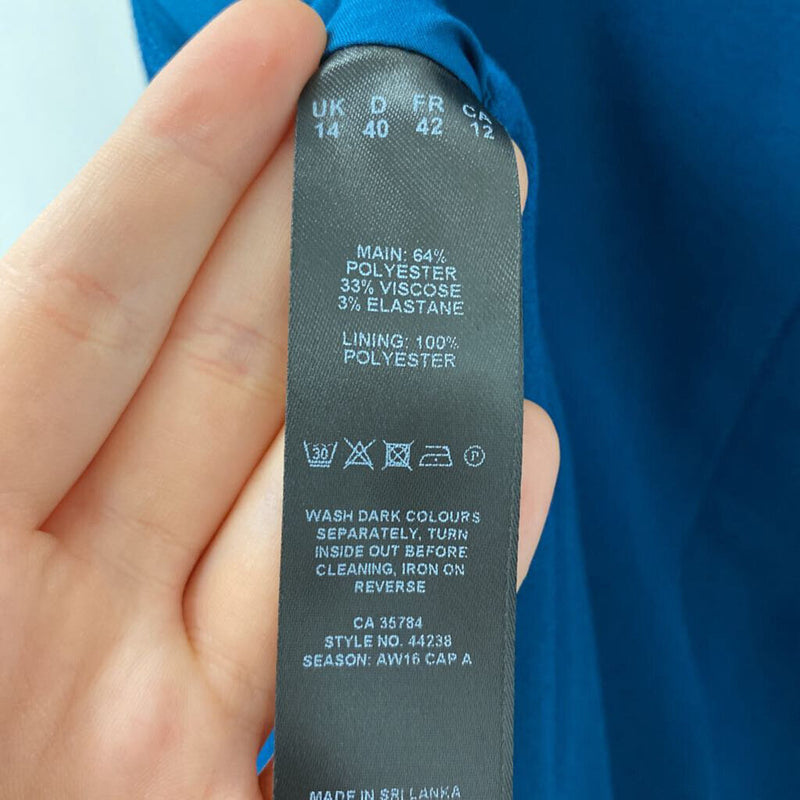 UK D FR CA
14 40 42 12
MAIN: 64%
POLYESTER
33% VISCOSE
3% ELASTANE
LINING: 100%
POLYESTER
30 P
WASH DARK COLOURS
SEPARATELY, TURN
INSIDE OUT BEFORE
CLEANING, IRON ON
REVERSE
CA 35784
STYLE NO. 44238
SEASON: AW16 CAP A
MADE IN SRI LANKA